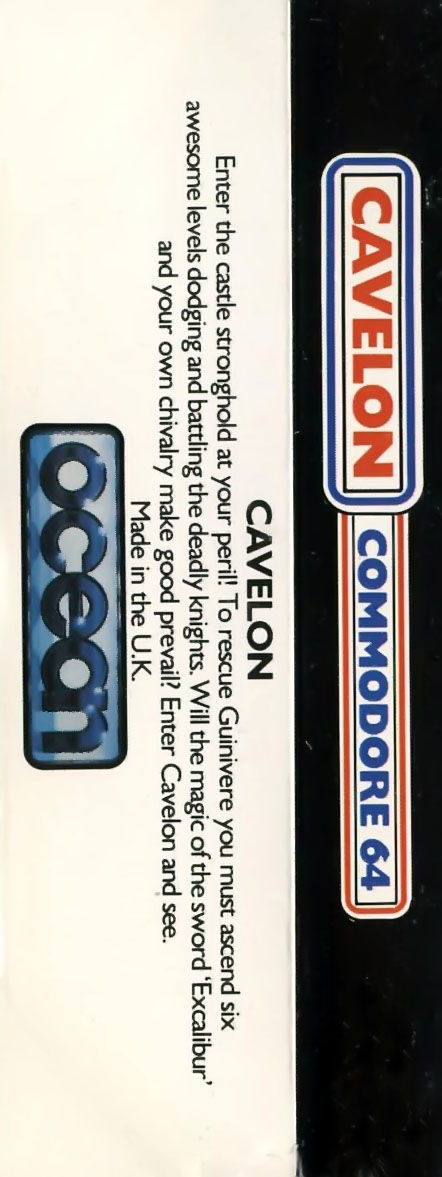 CAVELON
COMMODORE 64
CAVELON
Enter the castle stronghold at your peril! To rescue Guinivere you must ascend six
awesome levels dodging and battling the deadly knights. Will the magic of the sword 'Excalibur'
and your own chivalry make good prevail? Enter Cavelon and see.
Made in the U.K.
ocean